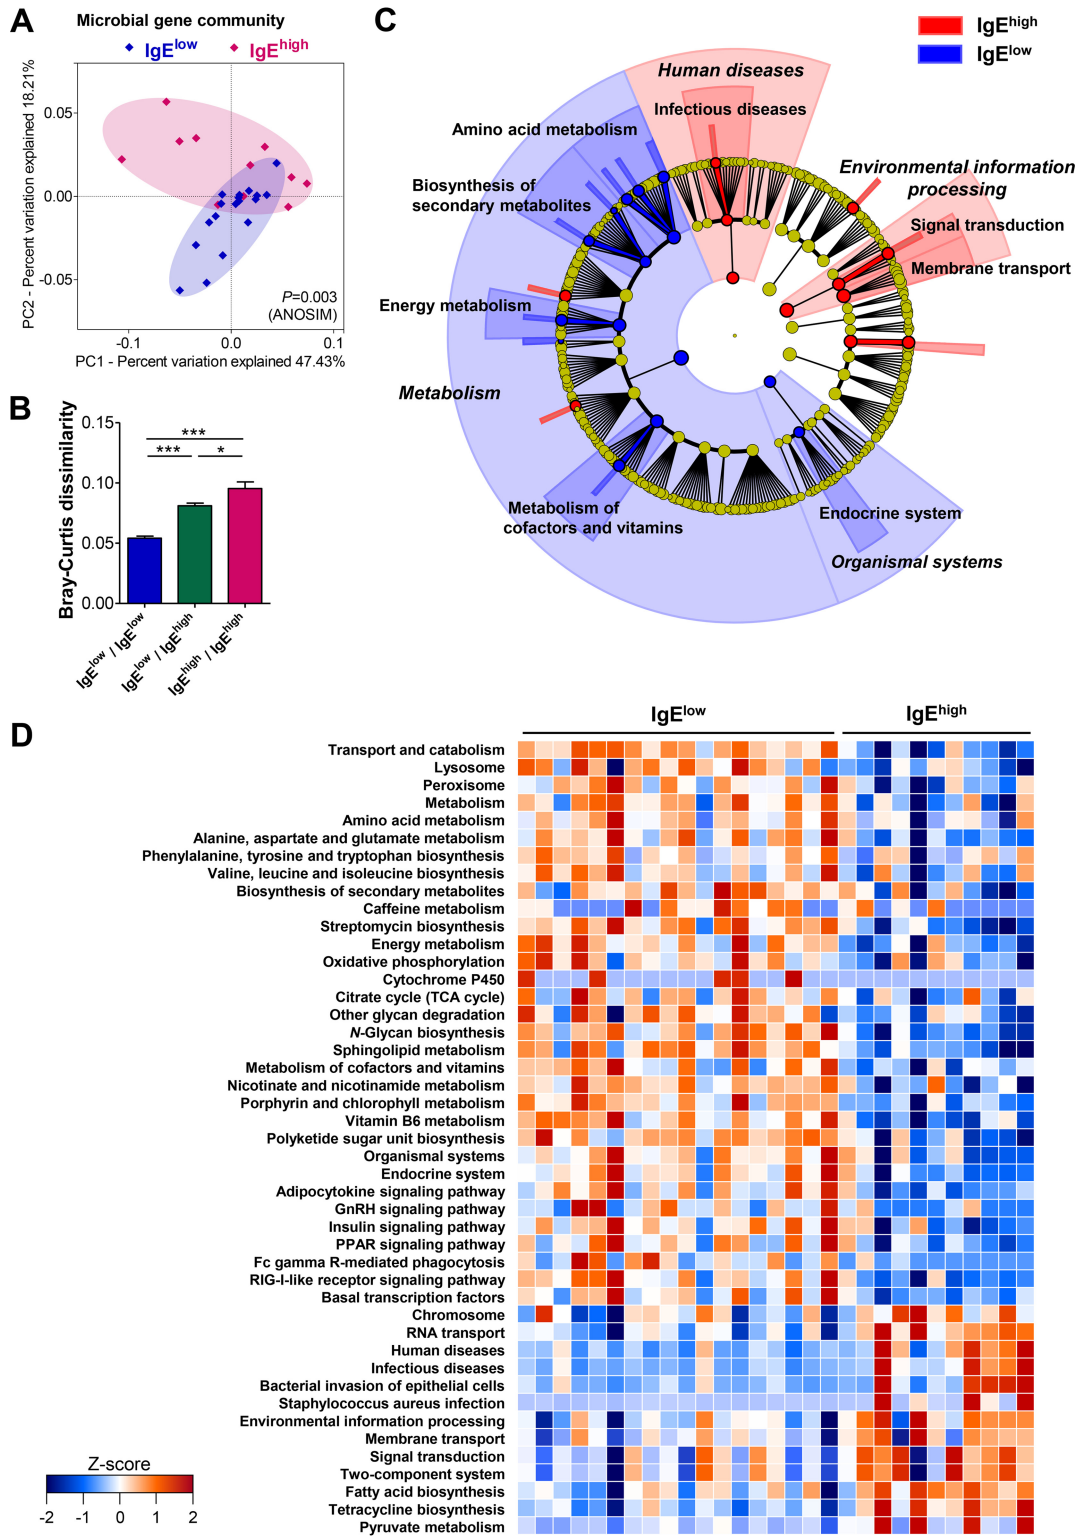 A
Microbial gene community
IgElow
IgEhigh
PC2 - Percent variation explained 18.21%
0.05
0.00
-0.05
P=0.003
(ANOSIM)
-0.1
0.0
0.1
PC1 - Percent variation explained 47.43%
B
Bray-Curtis dissimilarity
0.15
0.10
0.05
0.00
***
***
*
IgElow / IgElow
IgElow / IgEhigh
IgEhigh / IgEhigh
C
IgEhigh
IgElow
Human diseases
Infectious diseases
Amino acid metabolism
Environmental information
processing
Biosynthesis of
secondary metabolites
Signal transduction
Membrane transport
Energy metabolism
Metabolism
Metabolism of
cofactors and vitamins
Endocrine system
Organismal systems
D
IgElow
IgEhigh
Transport and catabolism
Lysosome
Peroxisome
Metabolism
Amino acid metabolism
Alanine, aspartate and glutamate metabolism
Phenylalanine, tyrosine and tryptophan biosynthesis
Valine, leucine and isoleucine biosynthesis
Biosynthesis of secondary metabolites
Caffeine metabolism
Streptomycin biosynthesis
Energy metabolism
Oxidative phosphorylation
Cytochrome P450
Citrate cycle (TCA cycle)
Other glycan degradation
N-Glycan biosynthesis
Sphingolipid metabolism
Metabolism of cofactors and vitamins
Nicotinate and nicotinamide metabolism
Porphyrin and chlorophyll metabolism
Vitamin B6 metabolism
Polyketide sugar unit biosynthesis
Organismal systems
Endocrine system
Adipocytokine signaling pathway
GnRH signaling pathway
Insulin signaling pathway
PPAR signaling pathway
Fc gamma R-mediated phagocytosis
RIG-I-like receptor signaling pathway
Basal transcription factors
Chromosome
RNA transport
Human diseases
Infectious diseases
Bacterial invasion of epithelial cells
Staphylococcus aureus infection
Environmental information processing
Membrane transport
Signal transduction
Two-component system
Fatty acid biosynthesis
Tetracycline biosynthesis
Pyruvate metabolism
Z-score
-2 -1 0 1 2